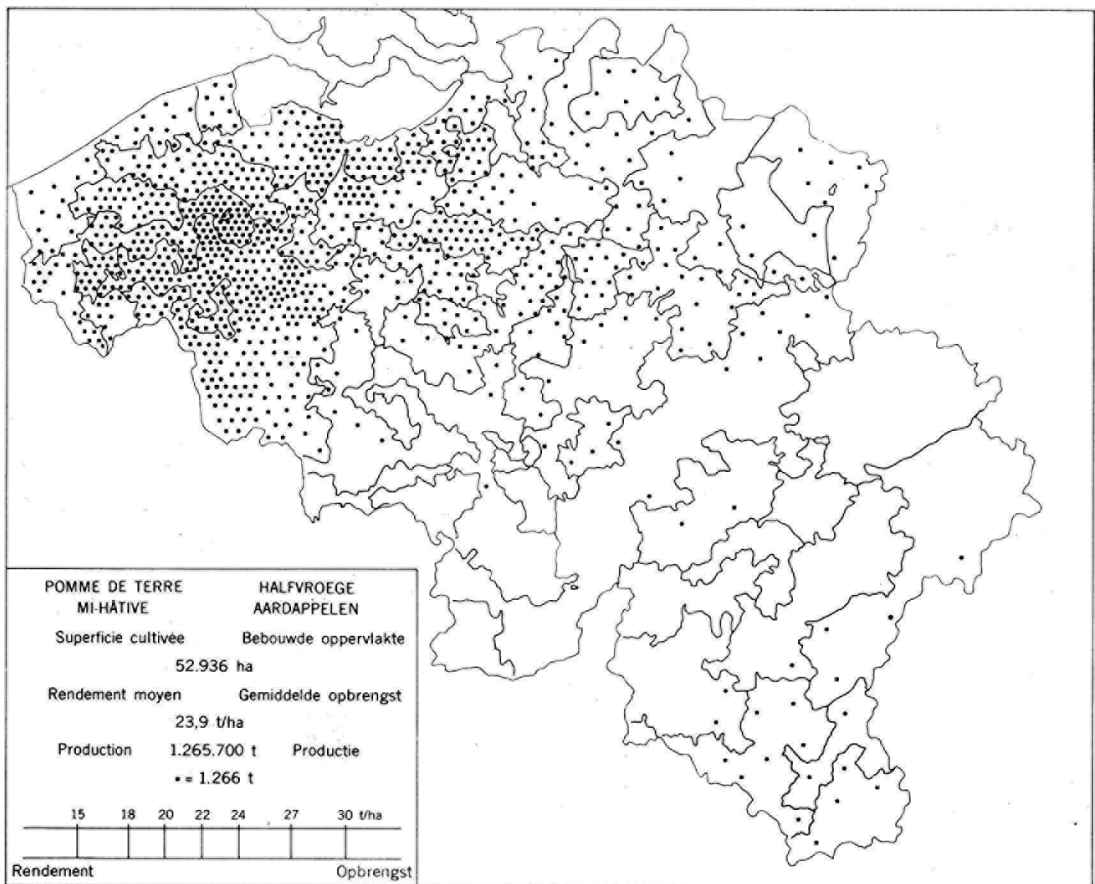 POMME DE TERRE HALFVROEGE
MI-HÂTIVE AARDAPPELEN
Superficie cultivée Bebouwde oppervlakte
52.936 ha
Rendement moyen Gemiddelde opbrengst
23,9 t/ha
Production 1.265.700 t Productie
• = 1.266 t
15 18 20 22 24 27 30 t/ha
Rendement Opbrengst